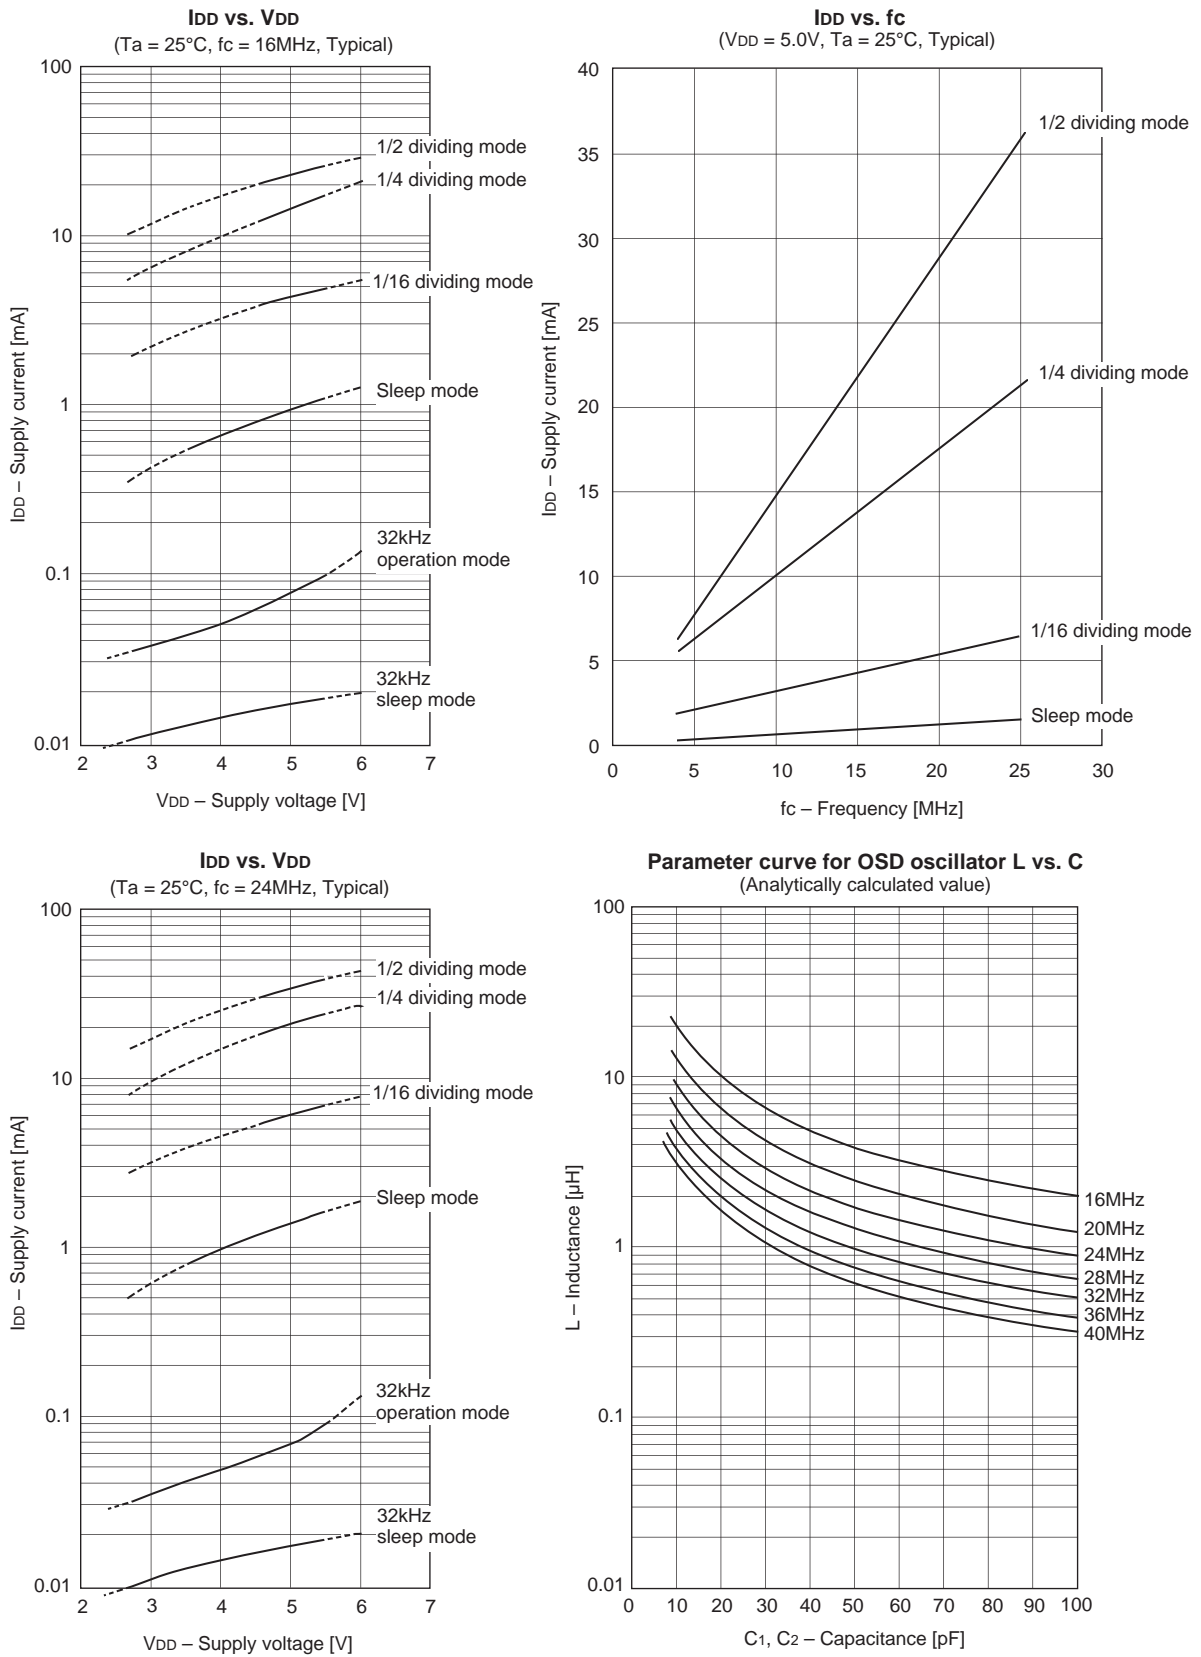 IDD vs. VDD
(Ta = 25°C, fc = 16MHz, Typical)
100
10
1
0.1
0.01
IDD – Supply current [mA]
1/2 dividing mode
1/4 dividing mode
1/16 dividing mode
Sleep mode
32kHz
operation mode
32kHz
sleep mode
2 3 4 5 6 7
VDD – Supply voltage [V]
IDD vs. fc
(VDD = 5.0V, Ta = 25°C, Typical)
40
35
30
25
20
15
10
5
0
IDD – Supply current [mA]
1/2 dividing mode
1/4 dividing mode
1/16 dividing mode
Sleep mode
0 5 10 15 20 25 30
fc – Frequency [MHz]
IDD vs. VDD
(Ta = 25°C, fc = 24MHz, Typical)
100
10
1
0.1
0.01
IDD – Supply current [mA]
1/2 dividing mode
1/4 dividing mode
1/16 dividing mode
Sleep mode
32kHz
operation mode
32kHz
sleep mode
2 3 4 5 6 7
VDD – Supply voltage [V]
Parameter curve for OSD oscillator L vs. C
(Analytically calculated value)
100
10
1
0.1
0.01
L – Inductance [µH]
16MHz
20MHz
24MHz
28MHz
32MHz
36MHz
40MHz
0 10 20 30 40 50 60 70 80 90 100
C1, C2 – Capacitance [pF]